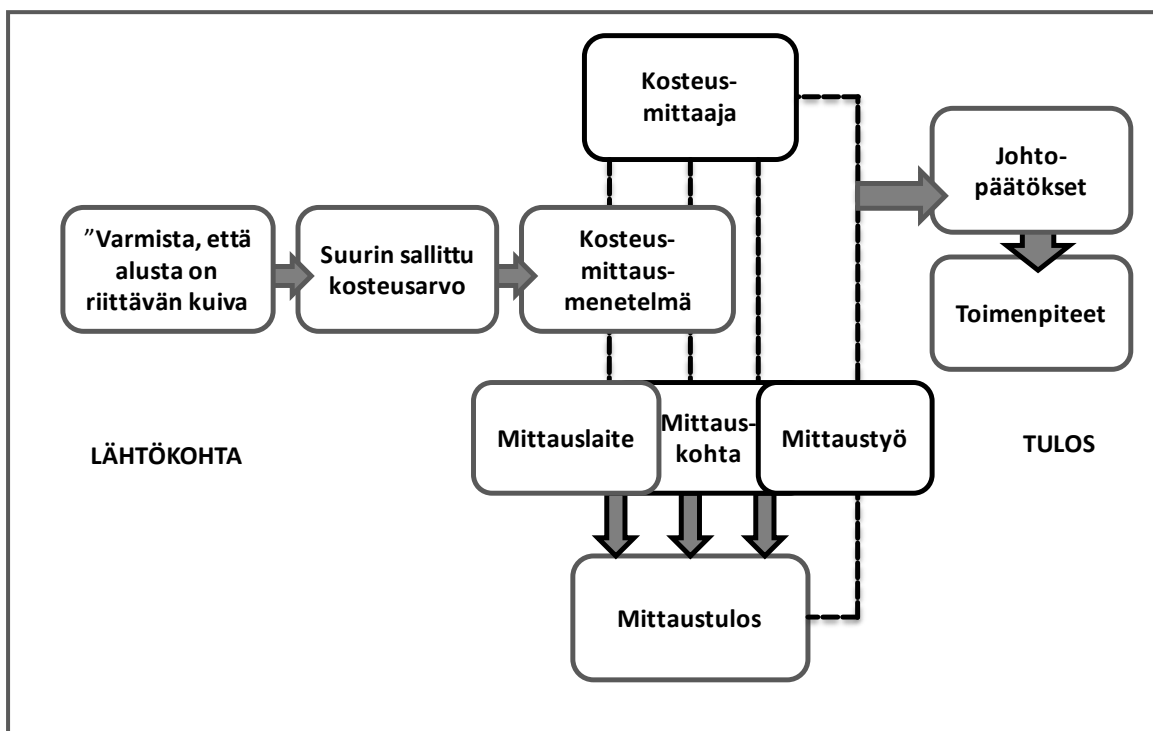 Kosteus-
mittaaja
Johto-
päätökset
”Varmista, että
alusta on
riittävän kuiva
Suurin sallittu
kosteusarvo
Kosteus-
mittaus-
menetelmä
Toimenpiteet
LÄHTÖKOHTA
Mittauslaite
Mittaus-
kohta
Mittaustyö
TULOS
Mittaustulos